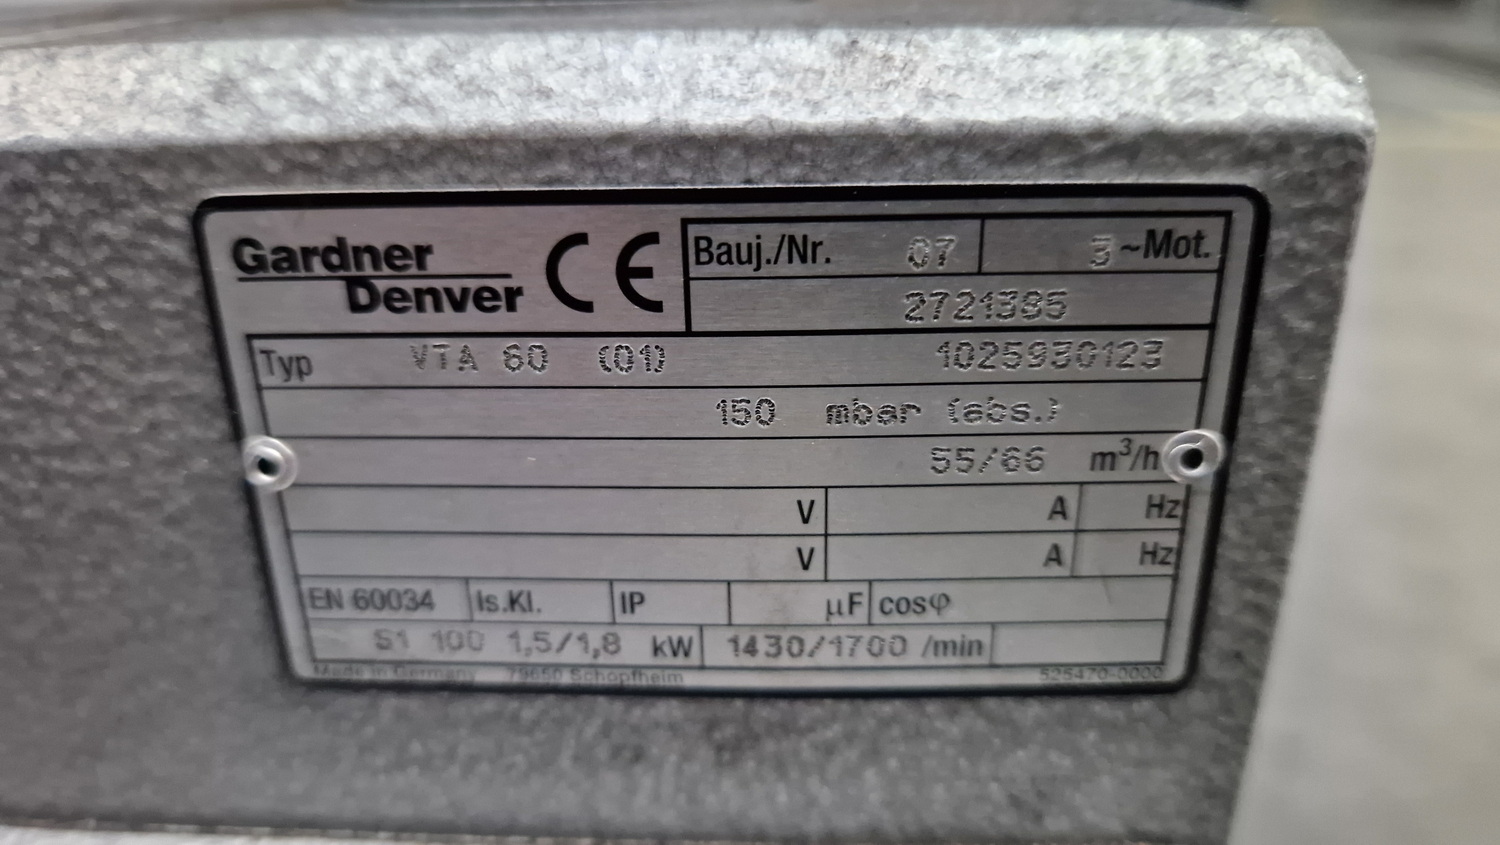 Gardner
Denver
CE
Bauj./Nr. 07 3 ~Mot.
2721385
Typ VTA 60 (01) 1025930123
150 mbar (abs.)
55/66 m³/h
V A Hz
V A Hz
EN 60034 Is.Kl. IP µF cosφ
S1 100 1,5/1,8 kW 1430/1700 /min
Made in Germany 79650 Schopfheim 525470-0000